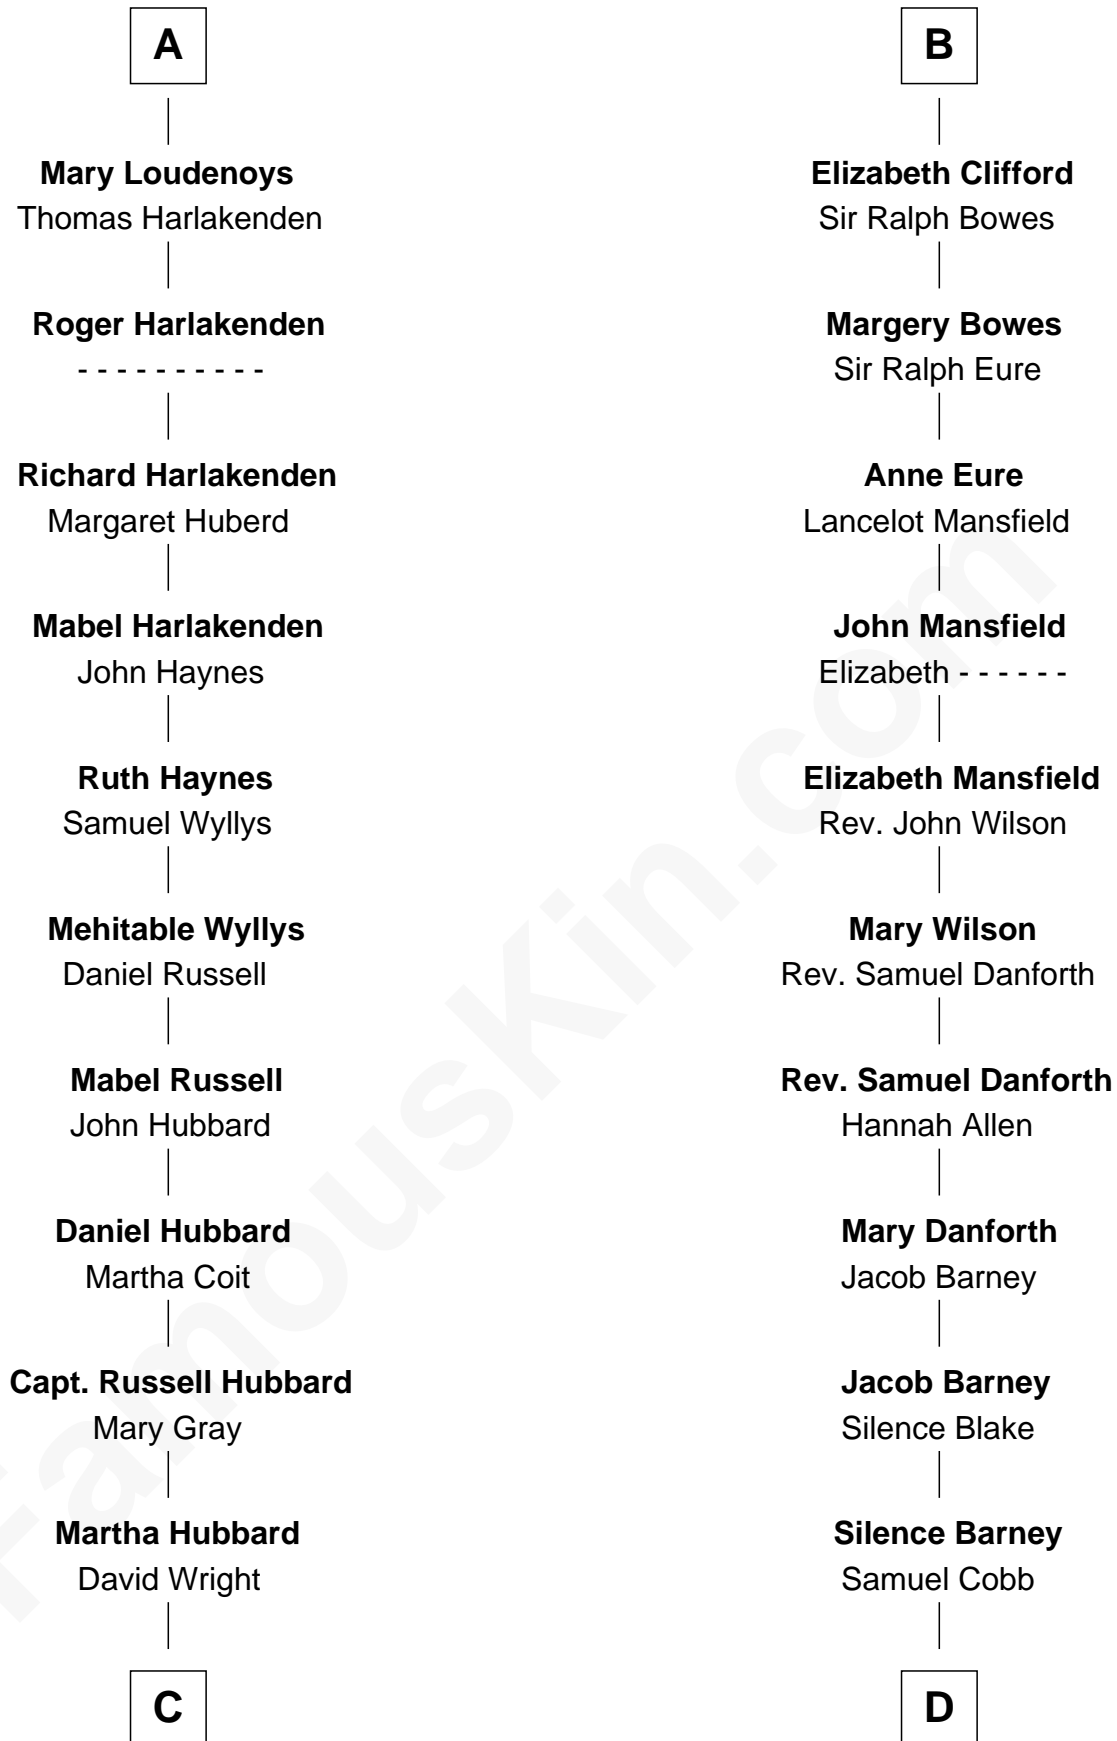 A
Mary Loudenoys
Thomas Harlakenden
Roger Harlakenden
- - - - - - - - - -
Richard Harlakenden
Margaret Huberd
Mabel Harlakenden
John Haynes
Ruth Haynes
Samuel Wyllys
Mehitable Wyllys
Daniel Russell
Mabel Russell
John Hubbard
Daniel Hubbard
Martha Coit
Capt. Russell Hubbard
Mary Gray
Martha Hubbard
David Wright
C
B
Elizabeth Clifford
Sir Ralph Bowes
Margery Bowes
Sir Ralph Eure
Anne Eure
Lancelot Mansfield
John Mansfield
Elizabeth - - - - - -
Elizabeth Mansfield
Rev. John Wilson
Mary Wilson
Rev. Samuel Danforth
Rev. Samuel Danforth
Hannah Allen
Mary Danforth
Jacob Barney
Jacob Barney
Silence Blake
Silence Barney
Samuel Cobb
D
FamousKin.com